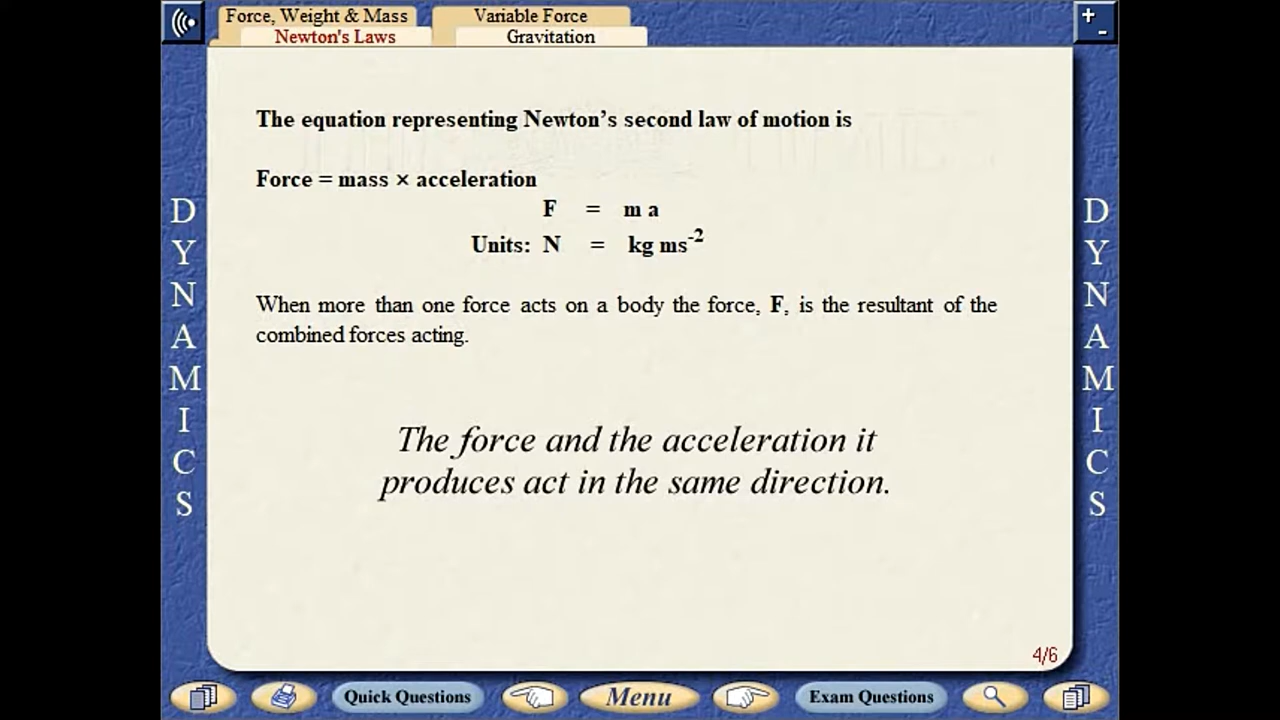 Force, Weight & Mass
Variable Force
Newton's Laws
Gravitation
+
-
The equation representing Newton’s second law of motion is
Force = mass × acceleration
F = m a
Units: N = kg ms⁻²
When more than one force acts on a body the force, F, is the resultant of the
combined forces acting.
The force and the acceleration it
produces act in the same direction.
DYNAMICS
DYNAMICS
4/6
Quick Questions
Menu
Exam Questions